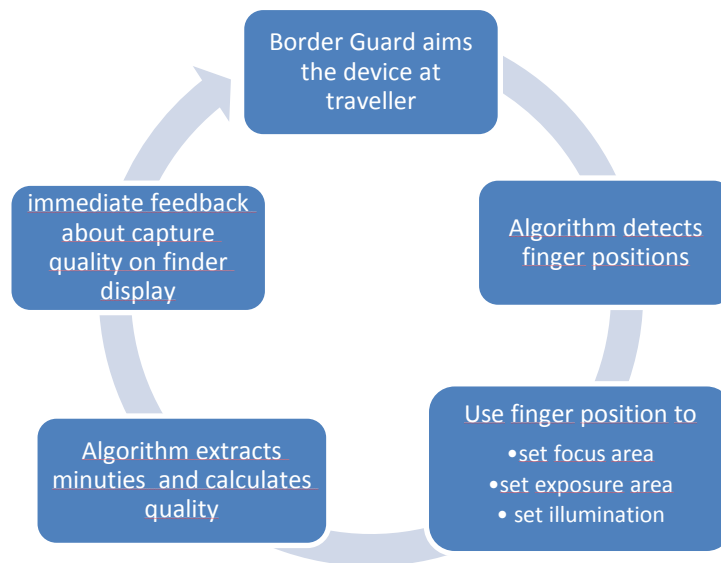 Border Guard aims
the device at
traveller
Algorithm detects
finger positions
Use finger position to
•set focus area
•set exposure area
• set illumination
Algorithm extracts
minuties and calculates
quality
immediate feedback
about capture
quality on finder
display